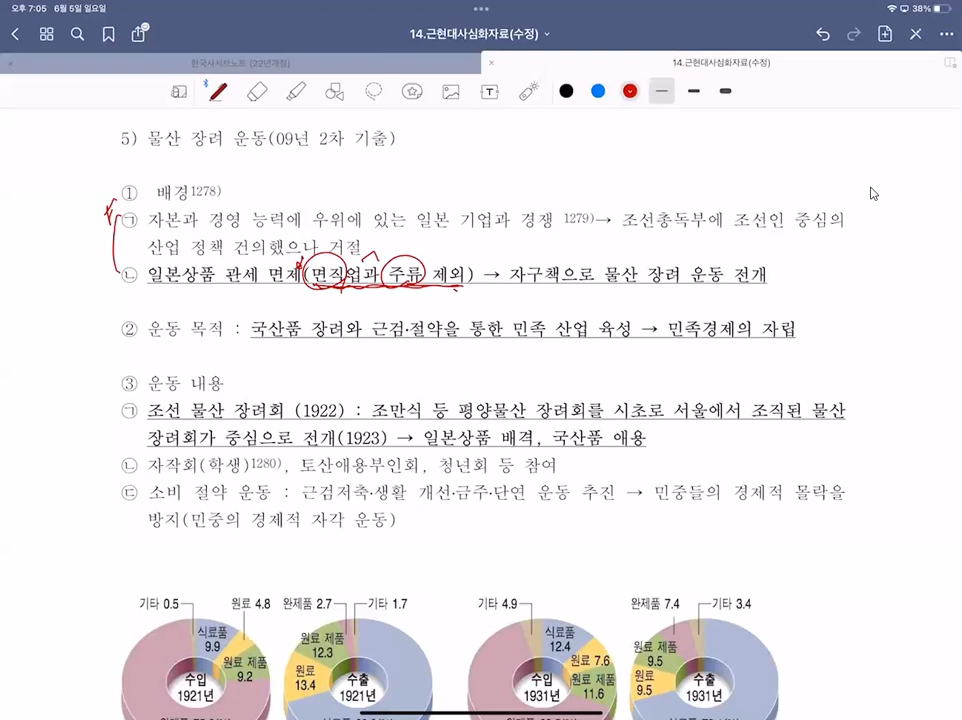 오후 7:05 6월 5일 일요일
38%
14.근현대사심화자료(수정)
한국사서브노트 (22년개정)
14.근현대사심화자료(수정)
5) 물산 장려 운동(09년 2차 기출)
① 배경1278)
㉠ 자본과 경영 능력에 우위에 있는 일본 기업과 경쟁 1279)→ 조선총독부에 조선인 중심의
산업 정책 건의했으나 거절
㉡ 일본상품 관세 면제(면직업과 주류 제외) → 자구책으로 물산 장려 운동 전개
② 운동 목적 : 국산품 장려와 근검·절약을 통한 민족 산업 육성 → 민족경제의 자립
③ 운동 내용
㉠ 조선 물산 장려회 (1922) : 조만식 등 평양물산 장려회를 시초로 서울에서 조직된 물산
장려회가 중심으로 전개(1923) → 일본상품 배격, 국산품 애용
㉡ 자작회(학생)1280), 토산애용부인회, 청년회 등 참여
㉢ 소비 절약 운동 : 근검저축·생활 개선·금주·단연 운동 추진 → 민중들의 경제적 몰락을
방지(민중의 경제적 자각 운동)
기타 0.5 원료 4.8 완제품 2.7 기타 1.7 기타 4.9 완제품 7.4 기타 3.4
식료품 9.9 원료 제품 9.2 수입 1921년
원료 제품 12.3 원료 13.4 수출 1921년
식료품 12.4 원료 7.6 원료 제품 11.6 수입 1931년
원료 제품 9.5 원료 9.5 수출 1931년